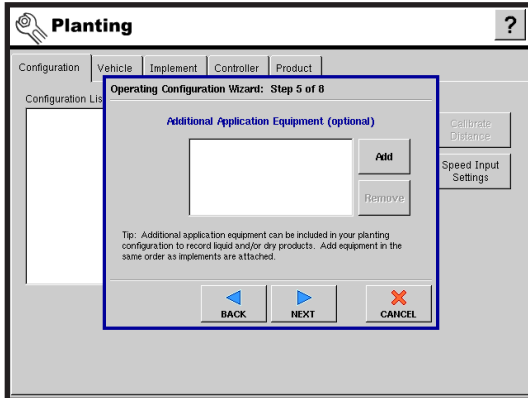 Planting
?
Configuration Vehicle Implement Controller Product
Configuration Lis
Operating Configuration Wizard: Step 5 of 8
Additional Application Equipment (optional)
Add
Remove
Tip: Additional application equipment can be included in your planting
configuration to record liquid and/or dry products. Add equipment in the
same order as implements are attached.
BACK NEXT CANCEL
Calibrate
Distance
Speed Input
Settings